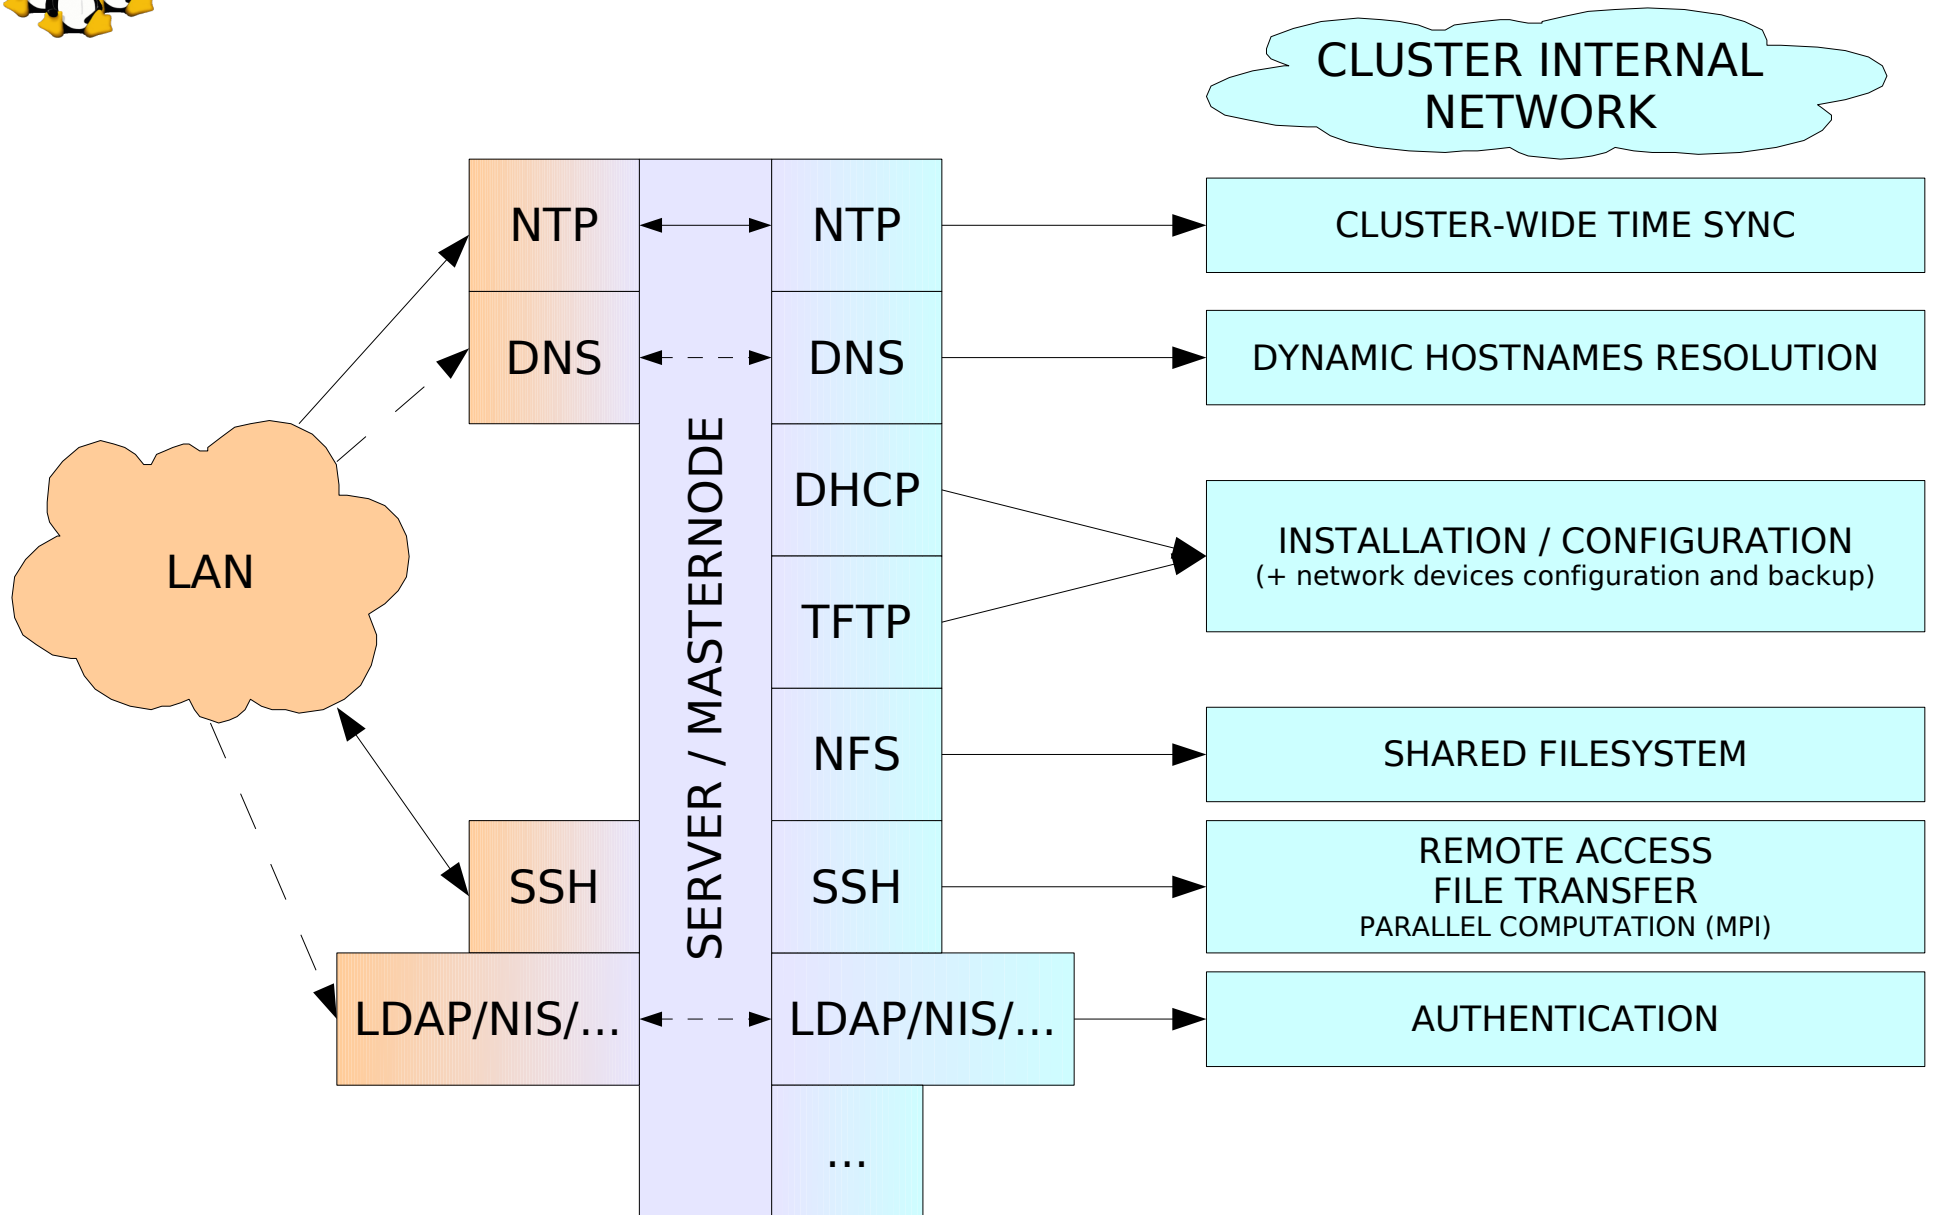 CLUSTER INTERNAL
NETWORK
NTP
NTP
CLUSTER-WIDE TIME SYNC
DNS
DNS
DYNAMIC HOSTNAMES RESOLUTION
SERVER / MASTERNODE
DHCP
INSTALLATION / CONFIGURATION
(+ network devices configuration and backup)
LAN
TFTP
NFS
SHARED FILESYSTEM
SSH
SSH
REMOTE ACCESS
FILE TRANSFER
PARALLEL COMPUTATION (MPI)
LDAP/NIS/...
LDAP/NIS/...
AUTHENTICATION
...